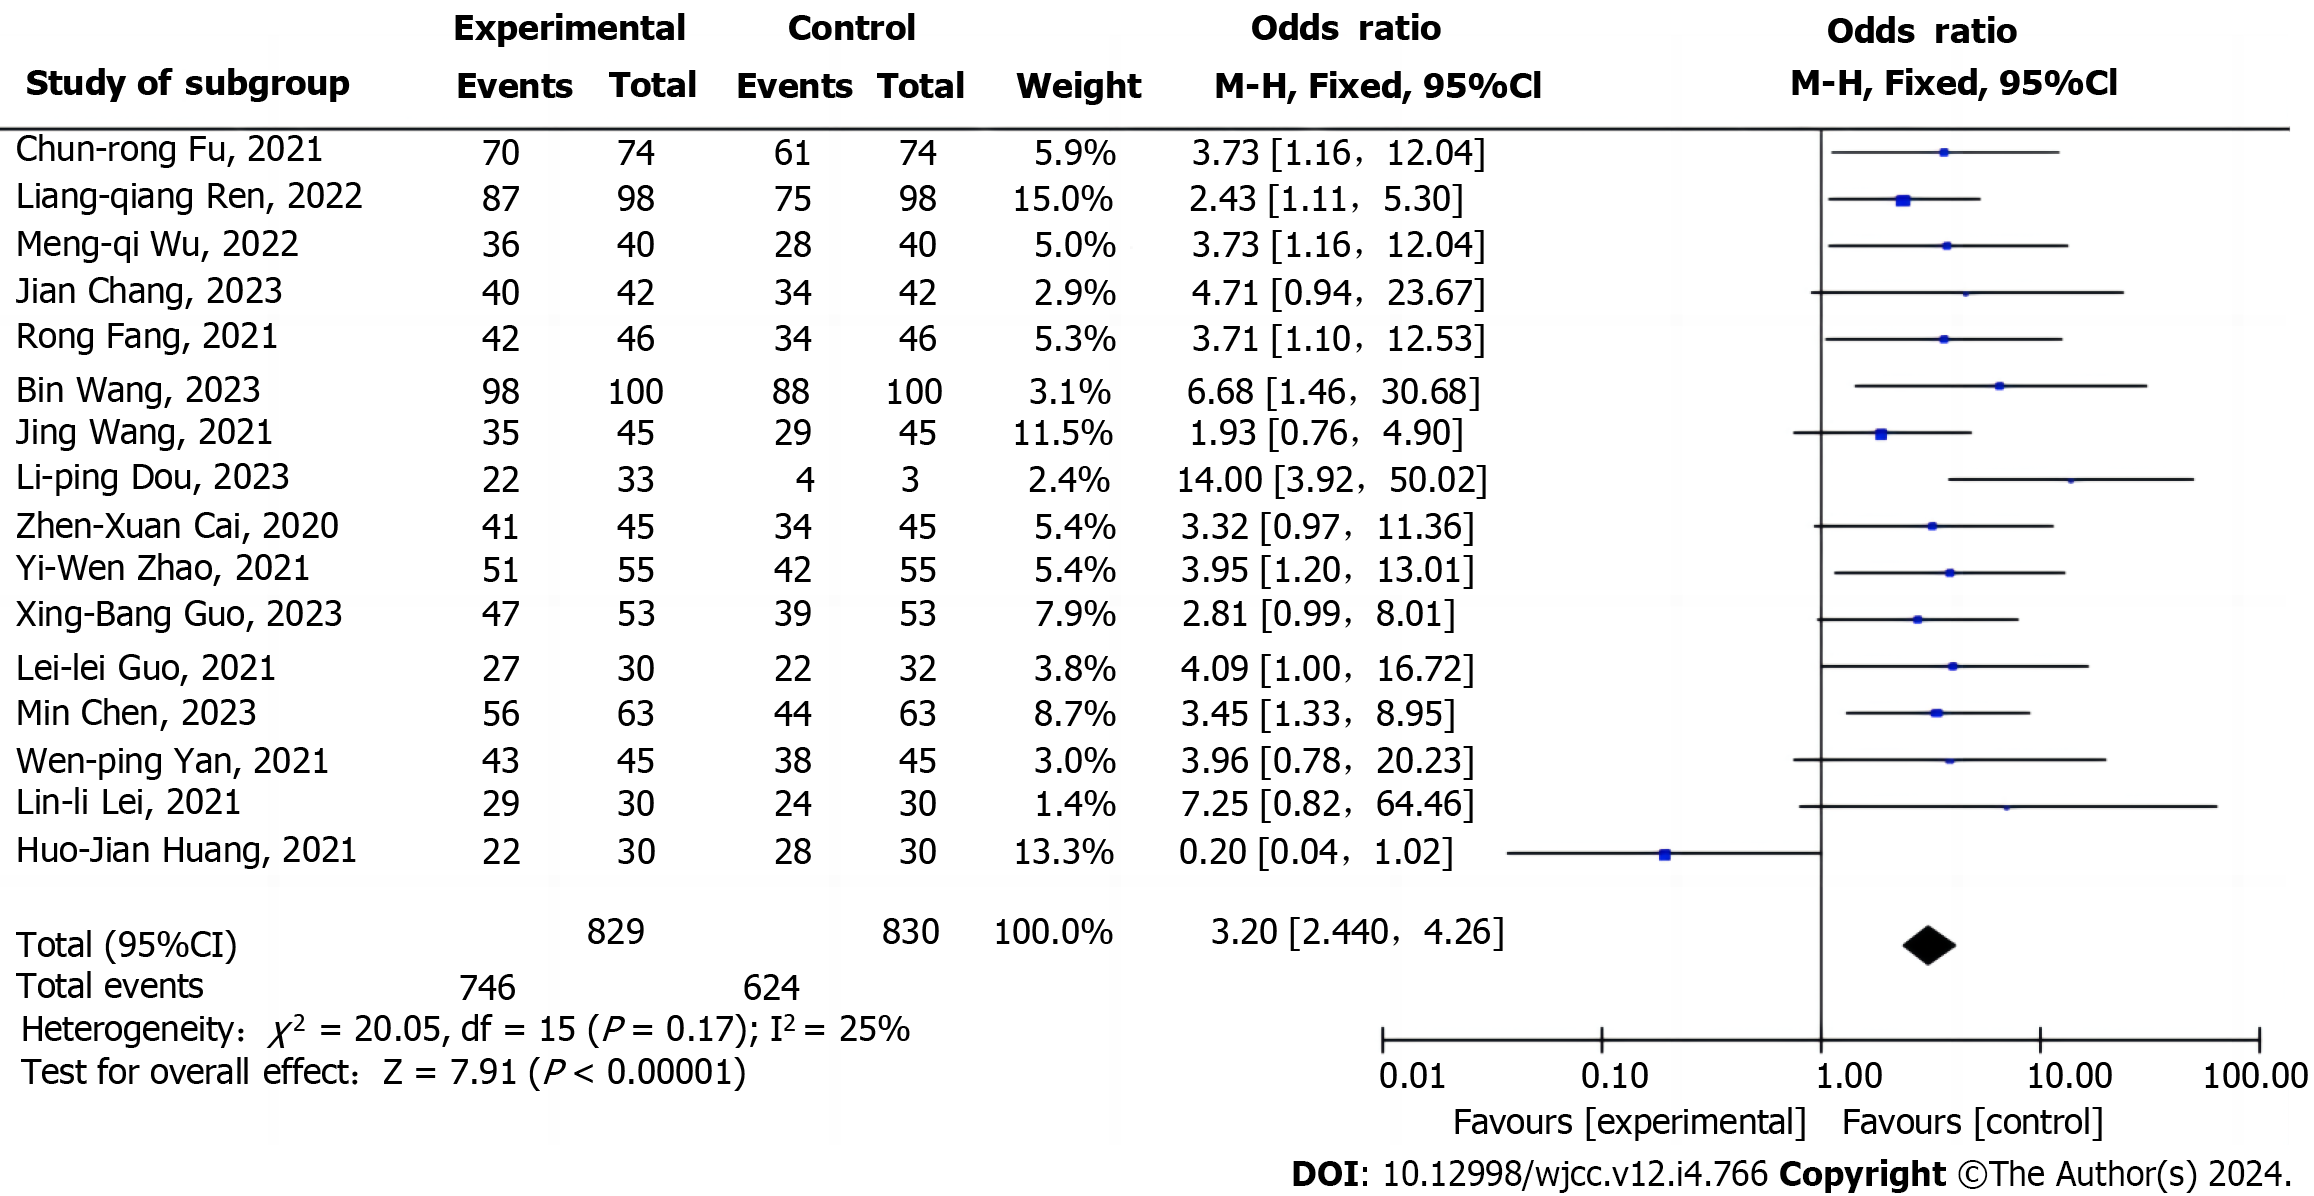 Experimental Control Odds ratio Odds ratio
Study of subgroup Events Total Events Total Weight M-H, Fixed, 95%Cl M-H, Fixed, 95%Cl
Chun-rong Fu, 2021 70 74 61 74 5.9% 3.73 [1.16, 12.04]
Liang-qiang Ren, 2022 87 98 75 98 15.0% 2.43 [1.11, 5.30]
Meng-qi Wu, 2022 36 40 28 40 5.0% 3.73 [1.16, 12.04]
Jian Chang, 2023 40 42 34 42 2.9% 4.71 [0.94, 23.67]
Rong Fang, 2021 42 46 34 46 5.3% 3.71 [1.10, 12.53]
Bin Wang, 2023 98 100 88 100 3.1% 6.68 [1.46, 30.68]
Jing Wang, 2021 35 45 29 45 11.5% 1.93 [0.76, 4.90]
Li-ping Dou, 2023 22 33 4 3 2.4% 14.00 [3.92, 50.02]
Zhen-Xuan Cai, 2020 41 45 34 45 5.4% 3.32 [0.97, 11.36]
Yi-Wen Zhao, 2021 51 55 42 55 5.4% 3.95 [1.20, 13.01]
Xing-Bang Guo, 2023 47 53 39 53 7.9% 2.81 [0.99, 8.01]
Lei-lei Guo, 2021 27 30 22 32 3.8% 4.09 [1.00, 16.72]
Min Chen, 2023 56 63 44 63 8.7% 3.45 [1.33, 8.95]
Wen-ping Yan, 2021 43 45 38 45 3.0% 3.96 [0.78, 20.23]
Lin-li Lei, 2021 29 30 24 30 1.4% 7.25 [0.82, 64.46]
Huo-Jian Huang, 2021 22 30 28 30 13.3% 0.20 [0.04, 1.02]
Total (95%CI) 829 830 100.0% 3.20 [2.440, 4.26]
Total events 746 624
Heterogeneity: χ² = 20.05, df = 15 (P = 0.17); I² = 25%
Test for overall effect: Z = 7.91 (P < 0.00001)
0.01 0.10 1.00 10.00 100.00
Favours [experimental] Favours [control]
DOI: 10.12998/wjcc.v12.i4.766 Copyright ©The Author(s) 2024.